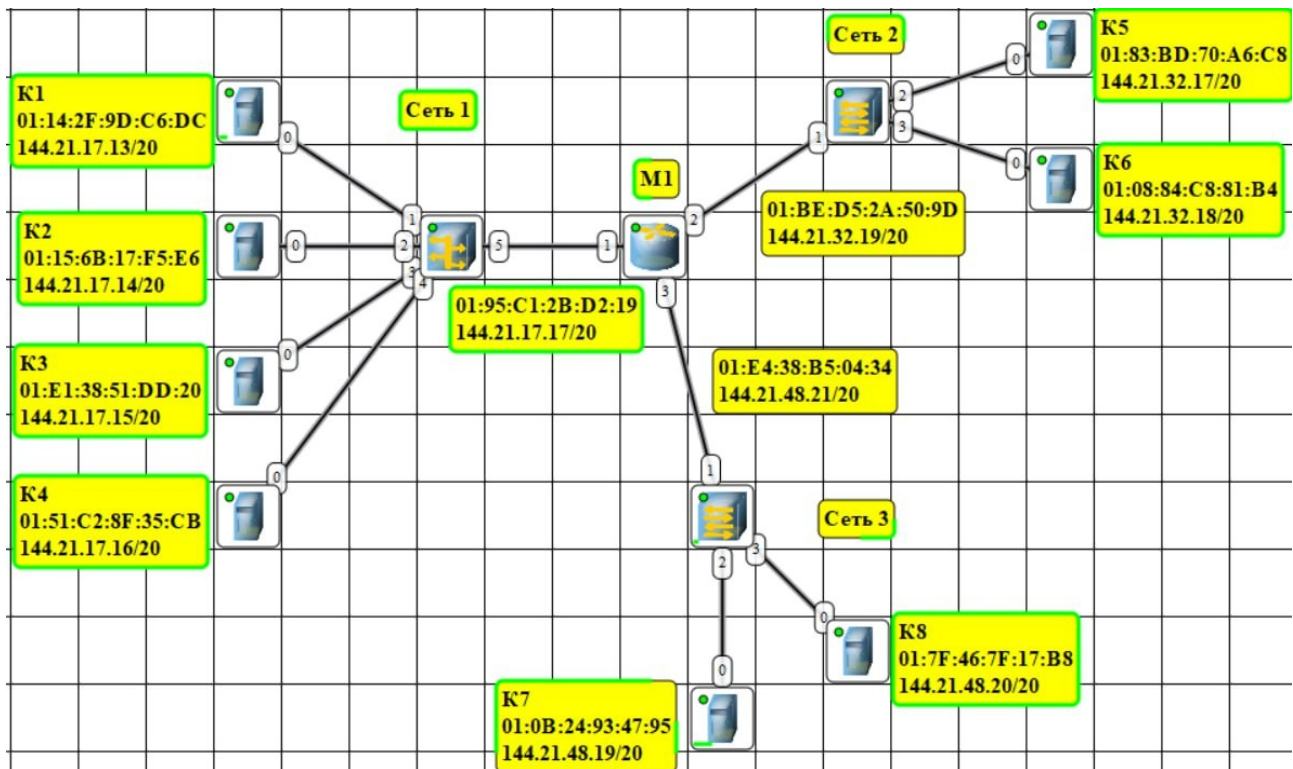 Сеть 2
0
К5
01:83:BD:70:A6:C8
144.21.32.17/20
К1
01:14:2F:9D:C6:DC
144.21.17.13/20
0
Сеть 1
2
3
1
0
К6
01:08:84:C8:81:B4
144.21.32.18/20
М1
К2
01:15:6B:17:F5:E6
144.21.17.14/20
0
1
2
3
4
5
1
2
3
01:BE:D5:2A:50:9D
144.21.32.19/20
01:95:C1:2B:D2:19
144.21.17.17/20
К3
01:E1:38:51:DD:20
144.21.17.15/20
0
01:E4:38:B5:04:34
144.21.48.21/20
К4
01:51:C2:8F:35:CB
144.21.17.16/20
0
1
Сеть 3
2
3
0
К8
01:7F:46:7F:17:B8
144.21.48.20/20
0
К7
01:0B:24:93:47:95
144.21.48.19/20